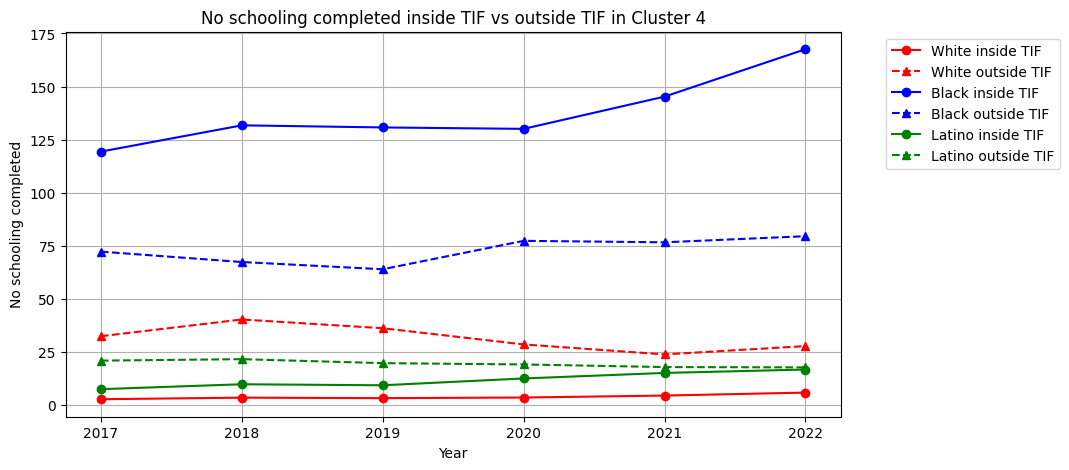 No schooling completed inside TIF vs outside TIF in Cluster 4
175
150
125
100
75
50
25
0
No schooling completed
2017 2018 2019 2020 2021 2022
Year
White inside TIF
White outside TIF
Black inside TIF
Black outside TIF
Latino inside TIF
Latino outside TIF